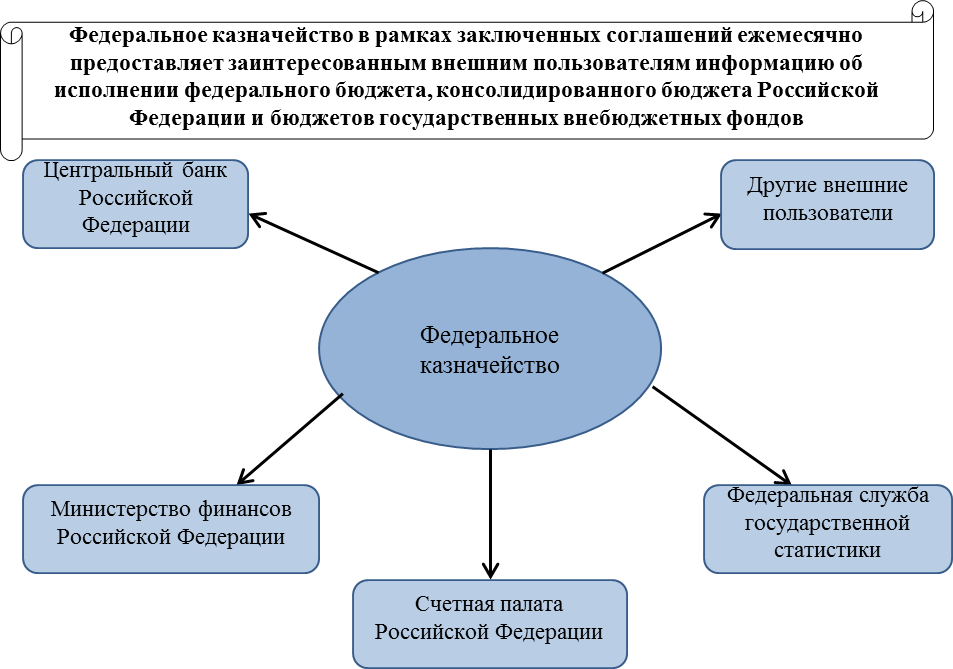 Федеральное казначейство в рамках заключенных соглашений ежемесячно
предоставляет заинтересованным внешним пользователям информацию об
исполнении федерального бюджета, консолидированного бюджета Российской
Федерации и бюджетов государственных внебюджетных фондов
Центральный банк
Российской
Федерации
Другие внешние
пользователи
Федеральное
казначейство
Министерство финансов
Российской Федерации
Федеральная служба
государственной
статистики
Счетная палата
Российской Федерации